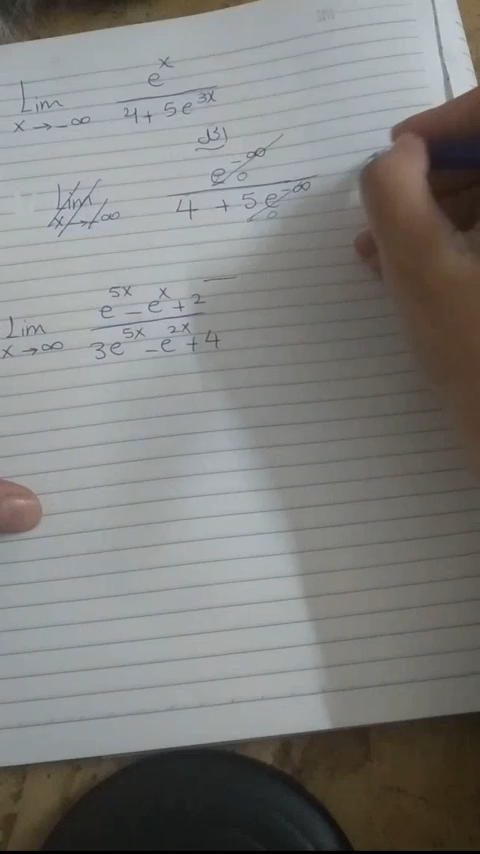 Lim x→-∞ e^x / 4 + 5e^3x
Lim x→-∞ e^-∞ 0 / 4 + 5e^-∞ 0
Lim x→∞ e^5x - e^x + 2 / 3e^5x - e^2x + 4